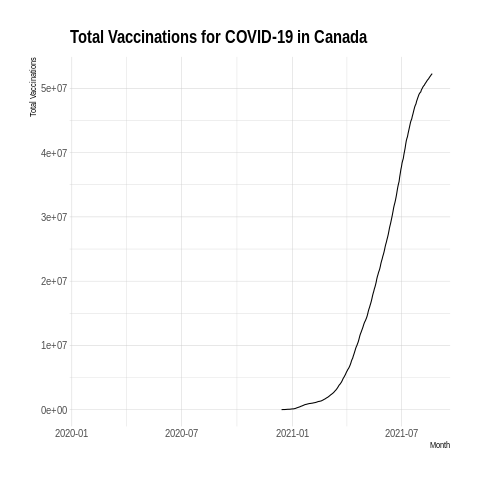 Total Vaccinations for COVID-19 in Canada
Total Vaccinations
5e+07
4e+07
3e+07
2e+07
1e+07
0e+00
2020-01 2020-07 2021-01 2021-07
Month